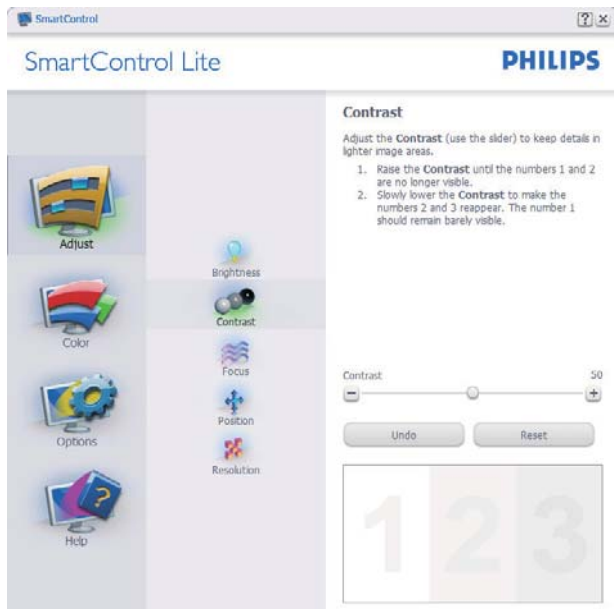 SmartControl
SmartControl Lite
PHILIPS
Adjust
Color
Options
Help
Brightness
Contrast
Focus
Position
Resolution
Contrast
Adjust the Contrast (use the slider) to keep details in
lighter image areas.
1. Raise the Contrast until the numbers 1 and 2
are no longer visible.
2. Slowly lower the Contrast to make the
numbers 2 and 3 reappear. The number 1
should remain barely visible.
Contrast 50
Undo Reset
1 2 3